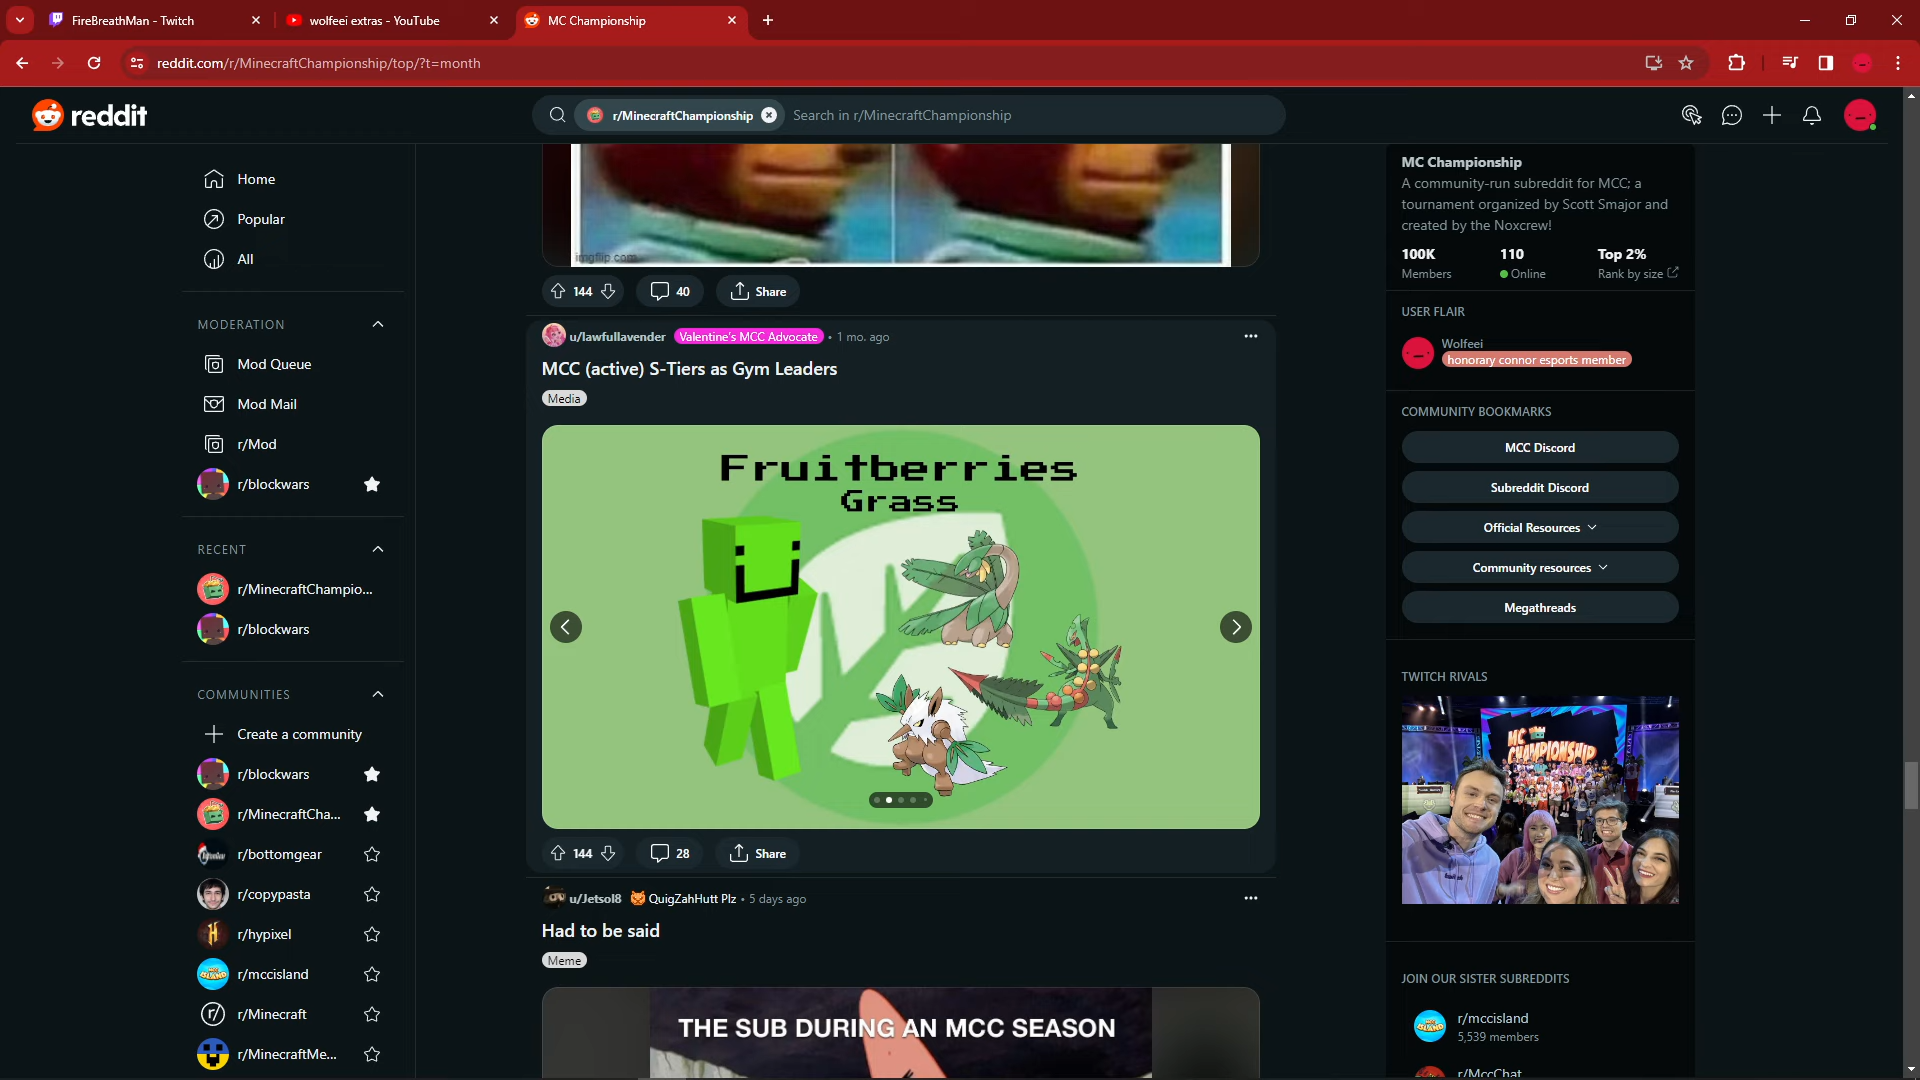 FireBreathMan - Twitch
wolfeei extras - YouTube
MC Championship
reddit.com/r/MinecraftChampionship/top/?t=month
reddit
r/MinecraftChampionship
Search in r/MinecraftChampionship
Home
Popular
All
MODERATION
Mod Queue
Mod Mail
r/Mod
r/blockwars
RECENT
r/MinecraftChampio...
r/blockwars
COMMUNITIES
Create a community
r/blockwars
r/MinecraftCha...
r/bottomgear
r/copypasta
r/hypixel
r/mccisland
r/Minecraft
r/MinecraftMe...
imgflip.com
144
40
Share
u/lawfullavender Valentine's MCC Advocate • 1 mo. ago
MCC (active) S-Tiers as Gym Leaders
Media
Fruitberries
Grass
144
28
Share
u/Jetsol8 QuigZahHutt Plz • 5 days ago
Had to be said
Meme
THE SUB DURING AN MCC SEASON
MC Championship
A community-run subreddit for MCC; a
tournament organized by Scott Smajor and
created by the Noxcrew!
100K 110 Top 2%
Members Online Rank by size
USER FLAIR
Wolfeei
honorary connor esports member
COMMUNITY BOOKMARKS
MCC Discord
Subreddit Discord
Official Resources
Community resources
Megathreads
TWITCH RIVALS
MC
CHAMPIONSHIP
JOIN OUR SISTER SUBREDDITS
r/mccisland
5,539 members
r/MccChat